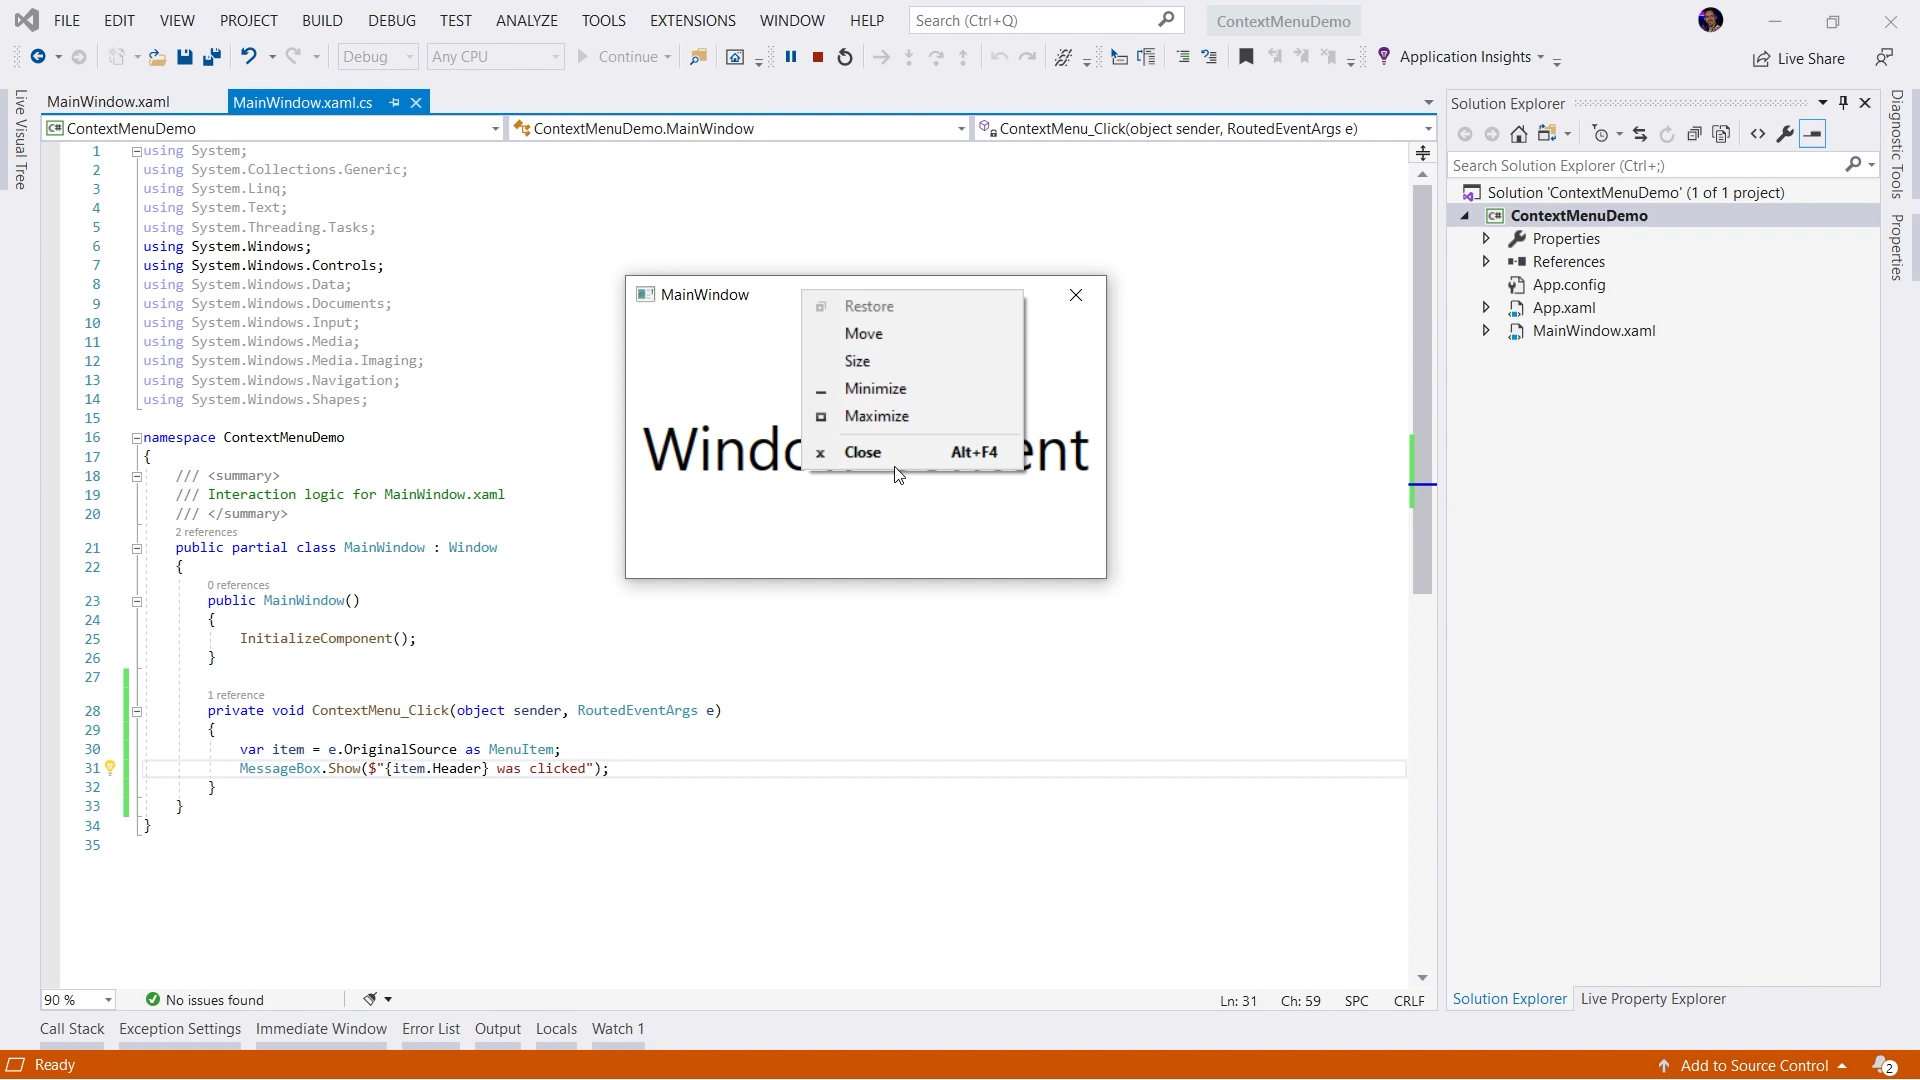 FILE EDIT VIEW PROJECT BUILD DEBUG TEST ANALYZE TOOLS EXTENSIONS WINDOW HELP Search (Ctrl+Q) ContextMenuDemo
Debug Any CPU Continue Application Insights Live Share
Live Visual Tree
MainWindow.xaml MainWindow.xaml.cs
C# ContextMenuDemo ContextMenuDemo.MainWindow ContextMenu_Click(object sender, RoutedEventArgs e)
1 using System;
2 using System.Collections.Generic;
3 using System.Linq;
4 using System.Text;
5 using System.Threading.Tasks;
6 using System.Windows;
7 using System.Windows.Controls;
8 using System.Windows.Data;
9 using System.Windows.Documents;
10 using System.Windows.Input;
11 using System.Windows.Media;
12 using System.Windows.Media.Imaging;
13 using System.Windows.Navigation;
14 using System.Windows.Shapes;
15
16 namespace ContextMenuDemo
17 {
18 /// <summary>
19 /// Interaction logic for MainWindow.xaml
20 /// </summary>
2 references
21 public partial class MainWindow : Window
22 {
0 references
23 public MainWindow()
24 {
25 InitializeComponent();
26 }
27
1 reference
28 private void ContextMenu_Click(object sender, RoutedEventArgs e)
29 {
30 var item = e.OriginalSource as MenuItem;
31 MessageBox.Show($"{item.Header} was clicked");
32 }
33 }
34 }
35
MainWindow
Restore
Move
Size
Minimize
Maximize
Close Alt+F4
Solution Explorer
Search Solution Explorer (Ctrl+;)
Solution 'ContextMenuDemo' (1 of 1 project)
C# ContextMenuDemo
Properties
References
App.config
App.xaml
MainWindow.xaml
Diagnostic Tools
Properties
90 % No issues found Ln: 31 Ch: 59 SPC CRLF
Solution Explorer Live Property Explorer
Call Stack Exception Settings Immediate Window Error List Output Locals Watch 1
Ready Add to Source Control 2